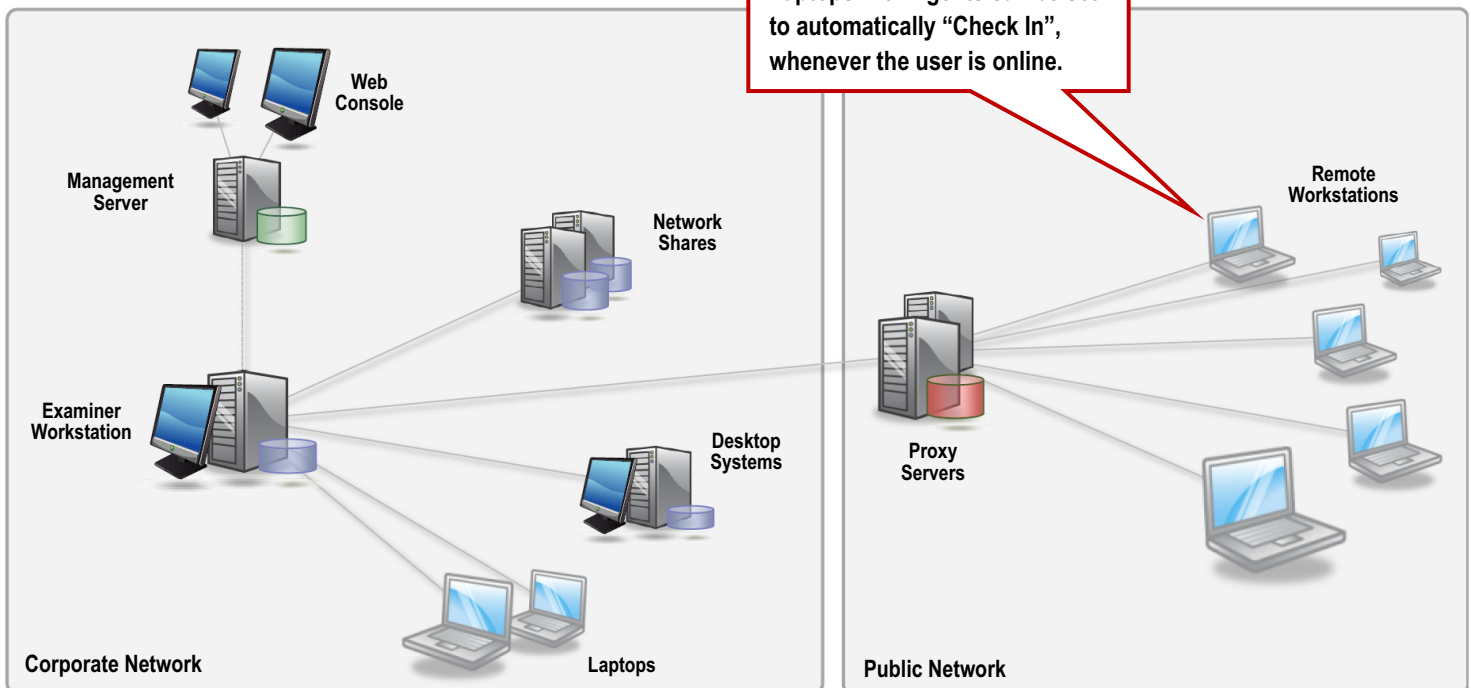 to automatically “Check In”,
whenever the user is online.
Web
Console
Management
Server
Network
Shares
Examiner
Workstation
Desktop
Systems
Laptops
Corporate Network
Remote
Workstations
Proxy
Servers
Public Network